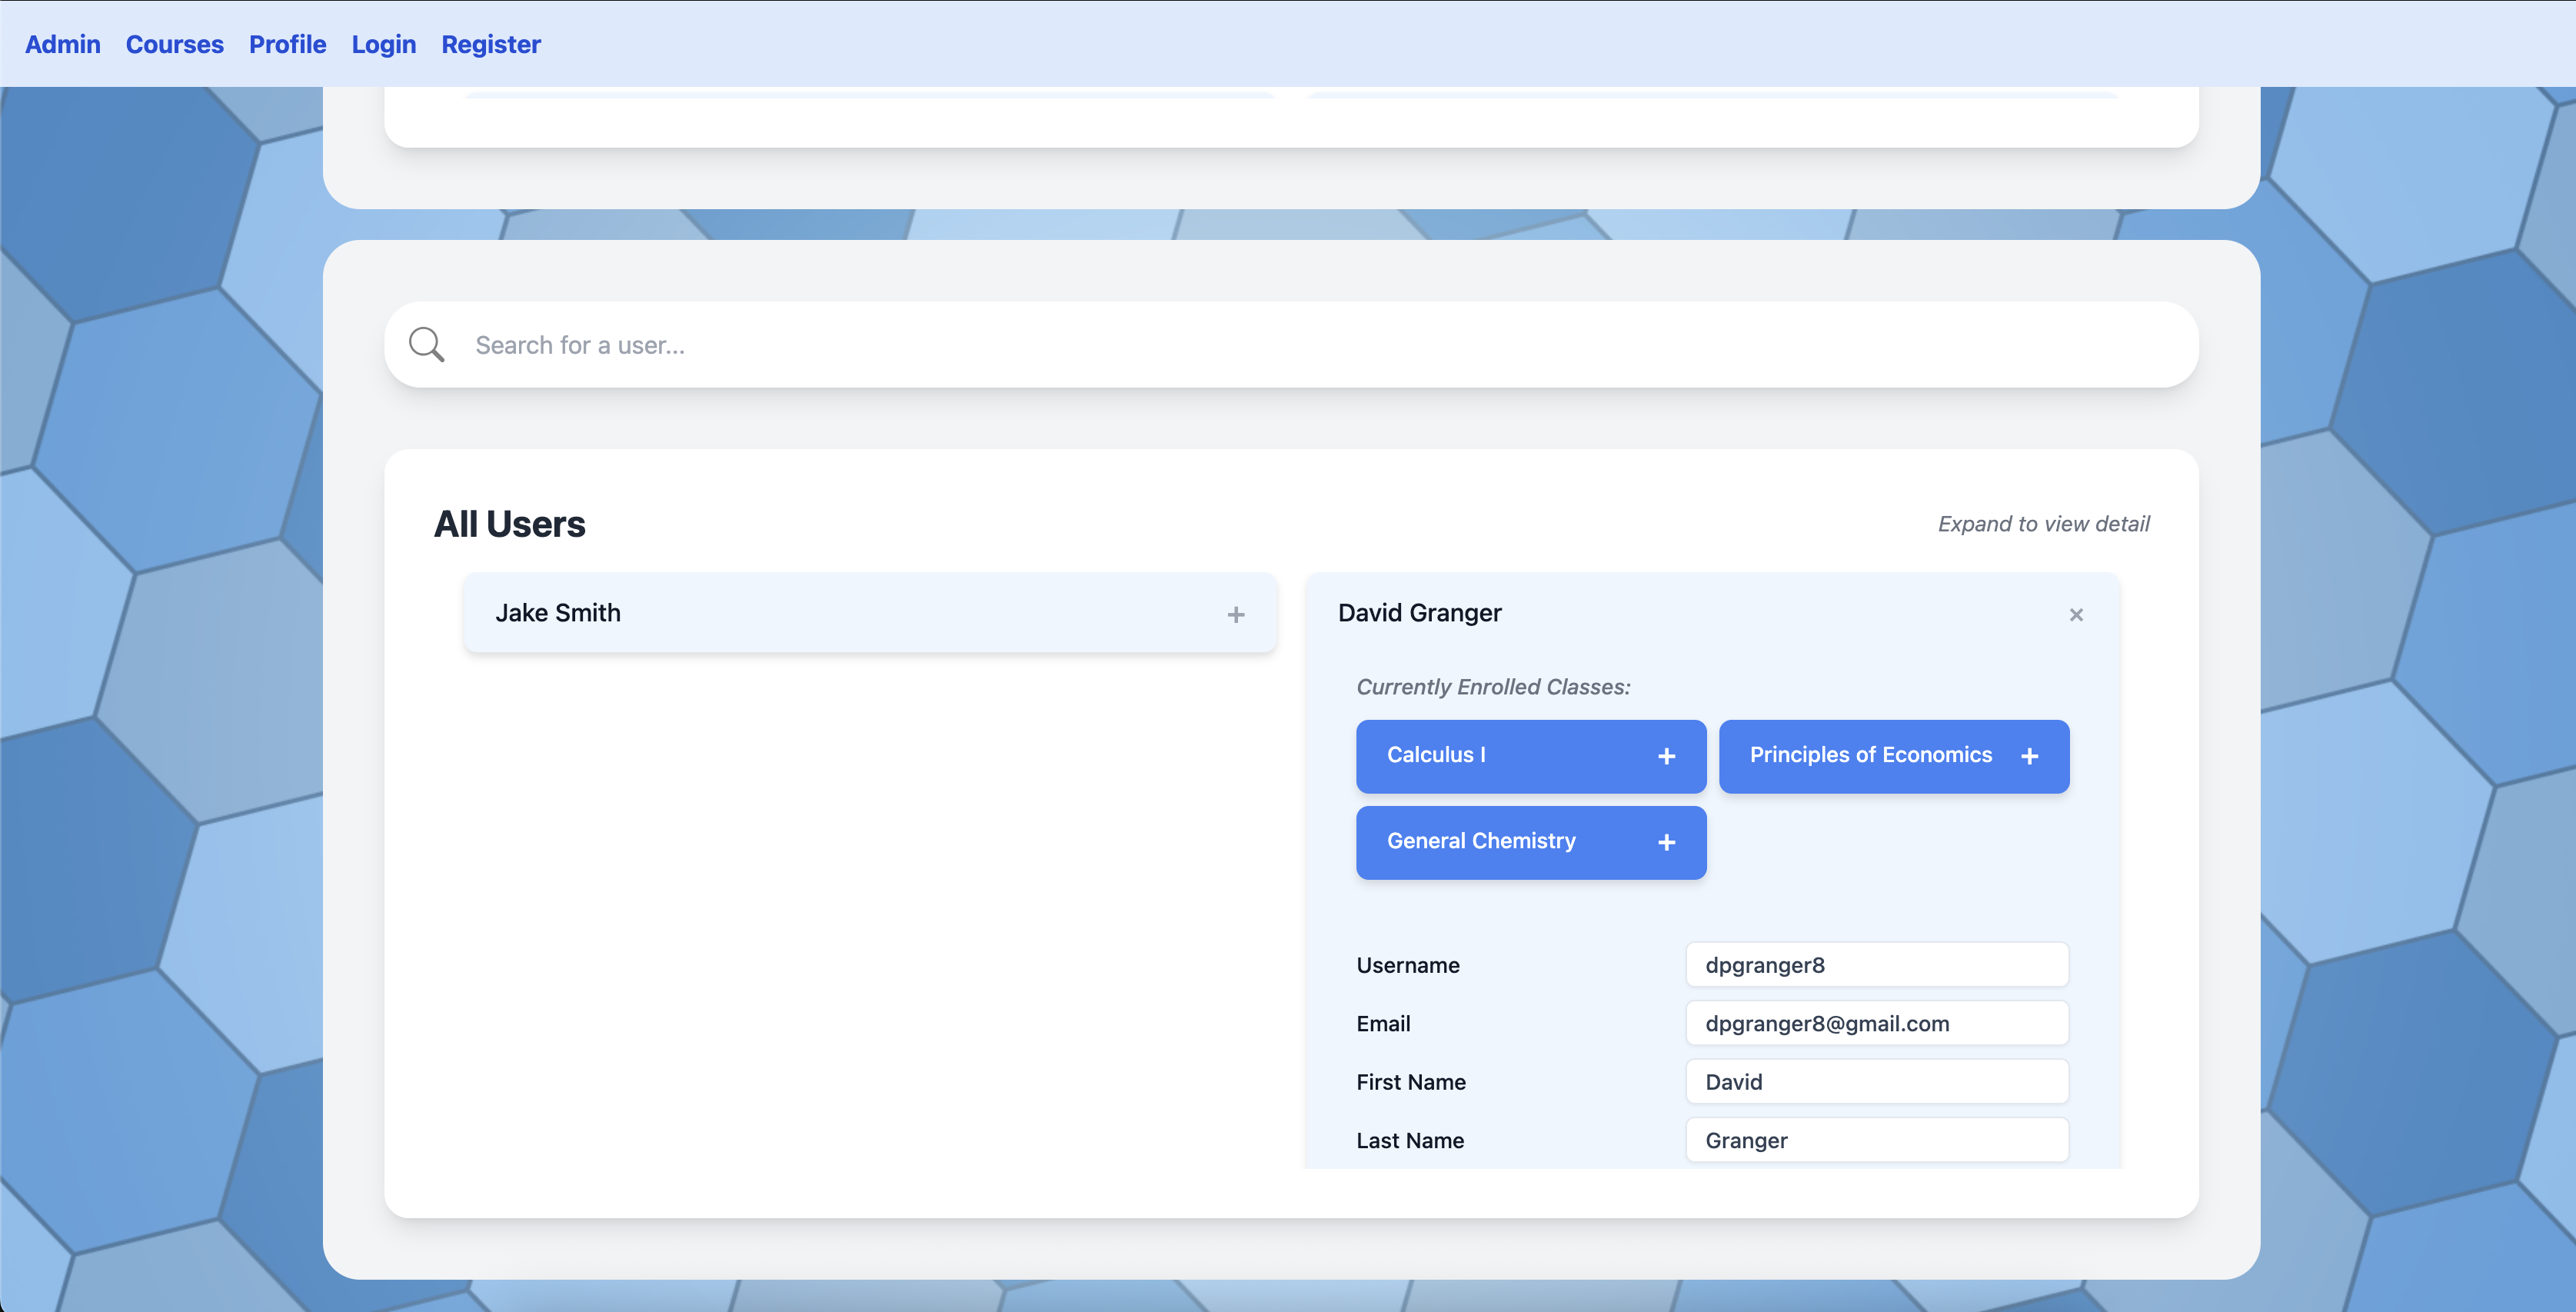 Admin Courses Profile Login Register
Search for a user...
All Users
Expand to view detail
Jake Smith +
David Granger ×
Currently Enrolled Classes:
Calculus I +
Principles of Economics +
General Chemistry +
Username dpgranger8
Email dpgranger8@gmail.com
First Name David
Last Name Granger